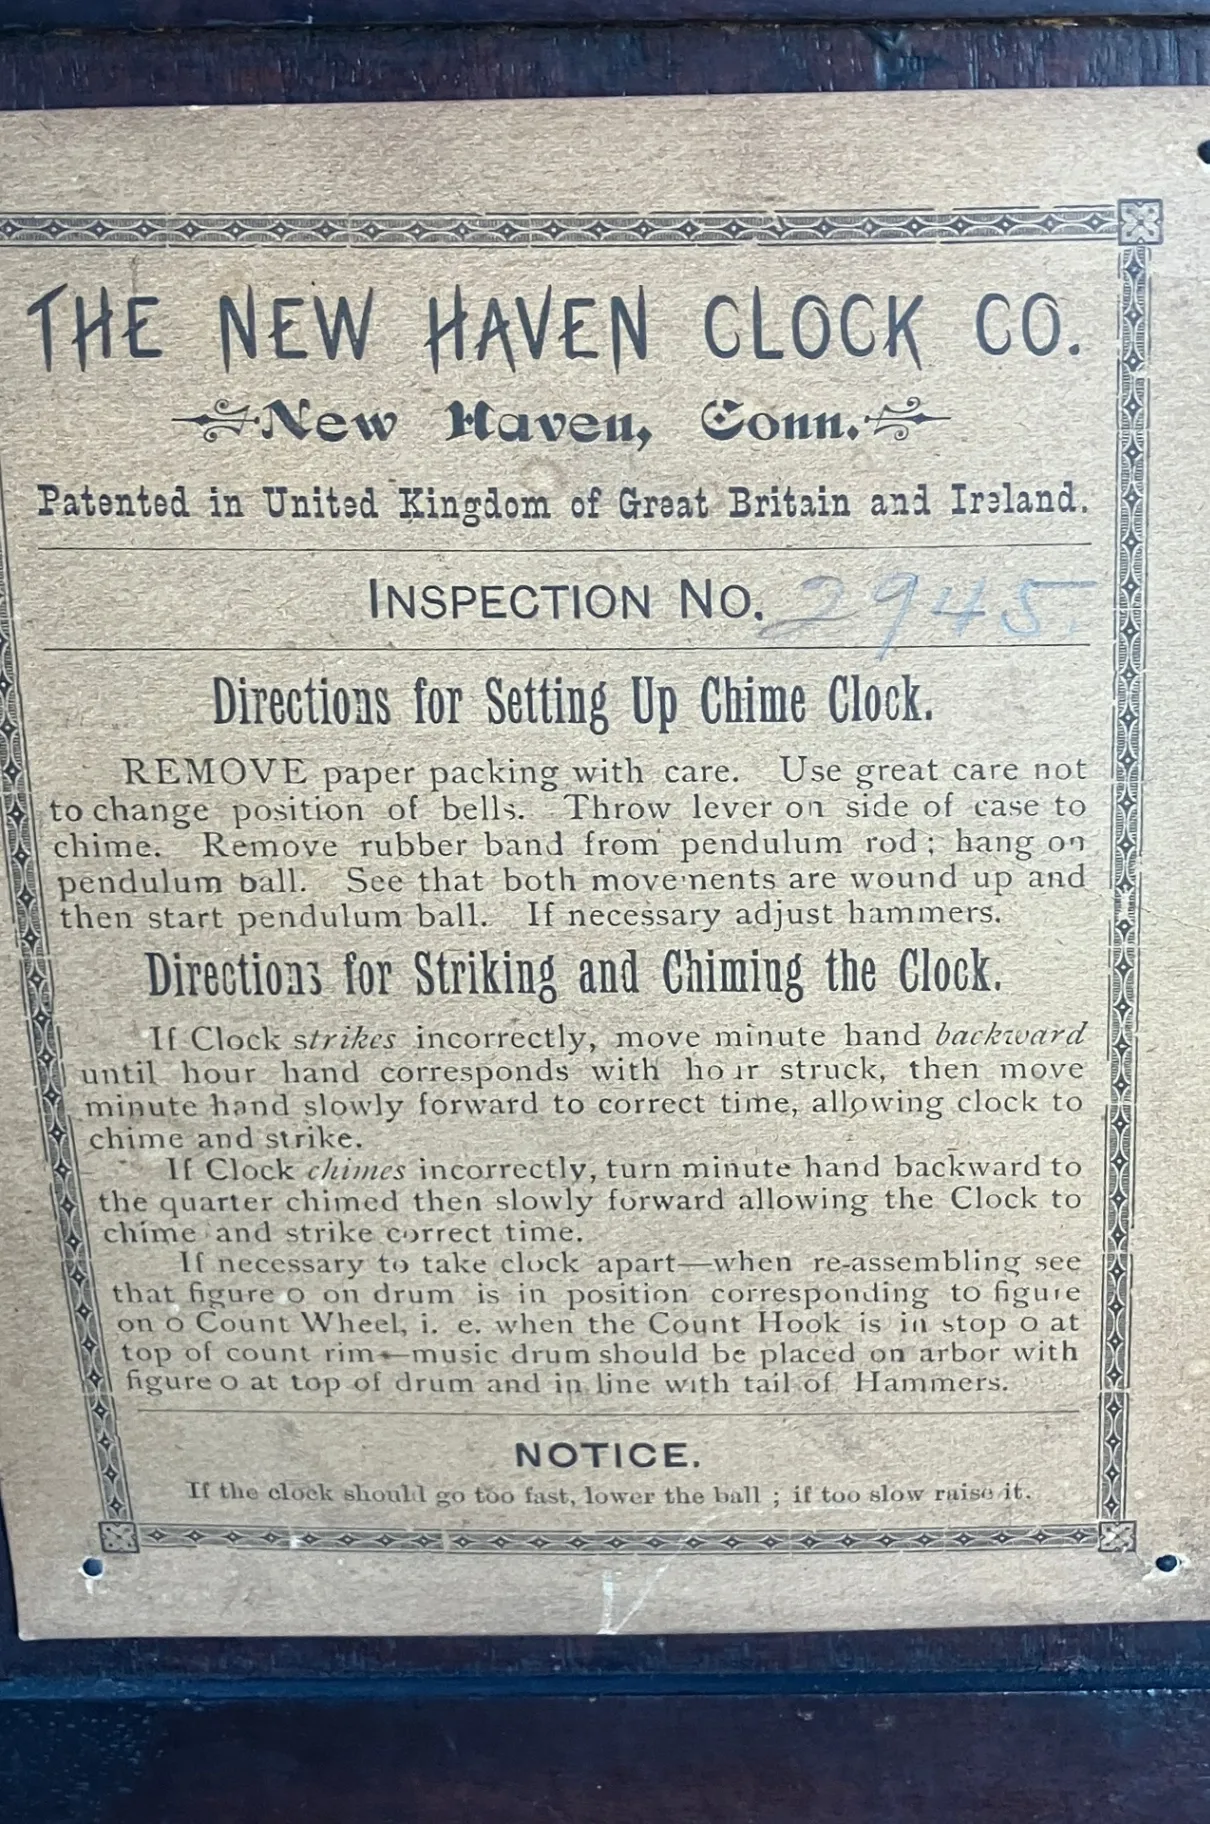 THE NEW HAVEN CLOCK CO.
New Haven, Conn.
Patented in United Kingdom of Great Britain and Ireland.
INSPECTION NO. 2945
Directions for Setting Up Chime Clock.
REMOVE paper packing with care. Use great care not
to change position of bells. Throw lever on side of case to
chime. Remove rubber band from pendulum rod; hang on
pendulum ball. See that both movements are wound up and
then start pendulum ball. If necessary adjust hammers.
Directions for Striking and Chiming the Clock.
If Clock strikes incorrectly, move minute hand backward
until hour hand corresponds with hour struck, then move
minute hand slowly forward to correct time, allowing clock to
chime and strike.
If Clock chimes incorrectly, turn minute hand backward to
the quarter chimed then slowly forward allowing the Clock to
chime and strike correct time.
If necessary to take clock apart—when re-assembling see
that figure 0 on drum is in position corresponding to figure
on 0 Count Wheel, i. e. when the Count Hook is in stop 0 at
top of count rim—music drum should be placed on arbor with
figure 0 at top of drum and in line with tail of Hammers.
NOTICE.
If the clock should go too fast, lower the ball ; if too slow raise it.